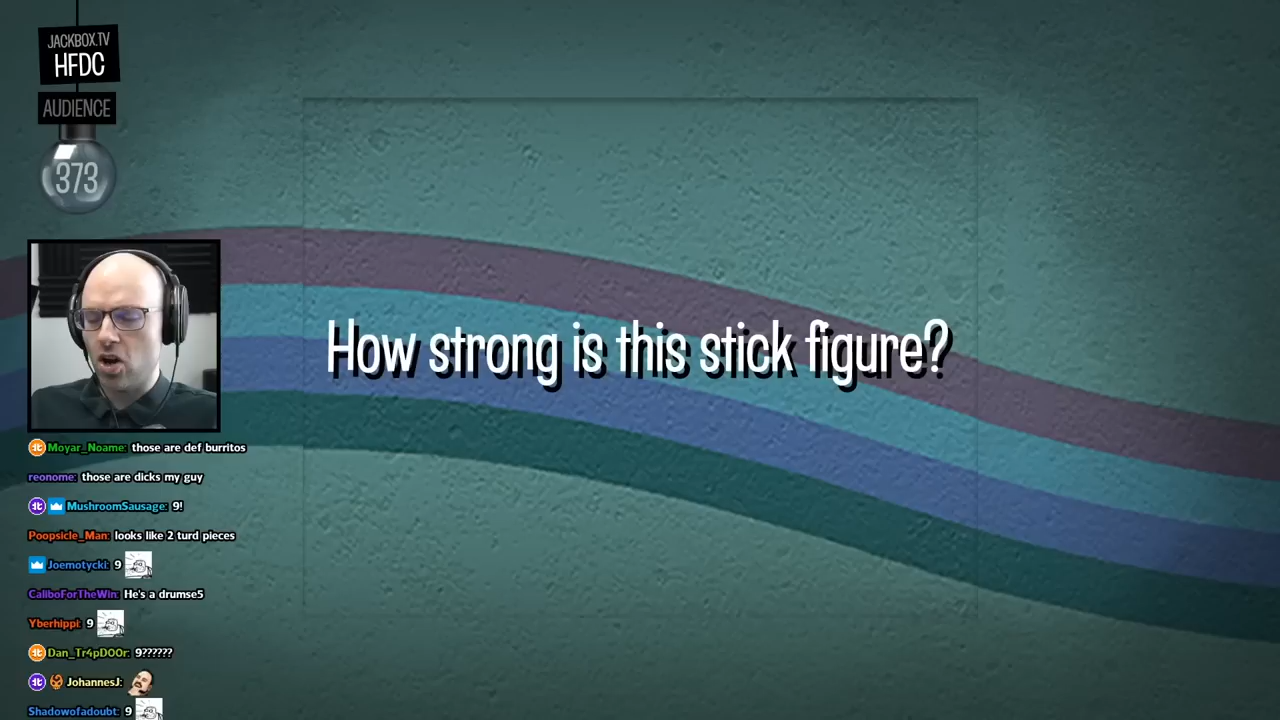 JACKBOX.TV
HFDC
AUDIENCE
373
How strong is this stick figure?
Moyar_Noame: those are def burritos
reonome: those are dicks my guy
MushroomSausage: 9!
Poopsicle_Man: looks like 2 turd pieces
Joemotycki: 9
CaliboForTheWin: He's a drumse5
Yberhippi: 9
Dan_Tr4pDO0r: 9??????
JohannesJ:
Shadowofadoubt: 9